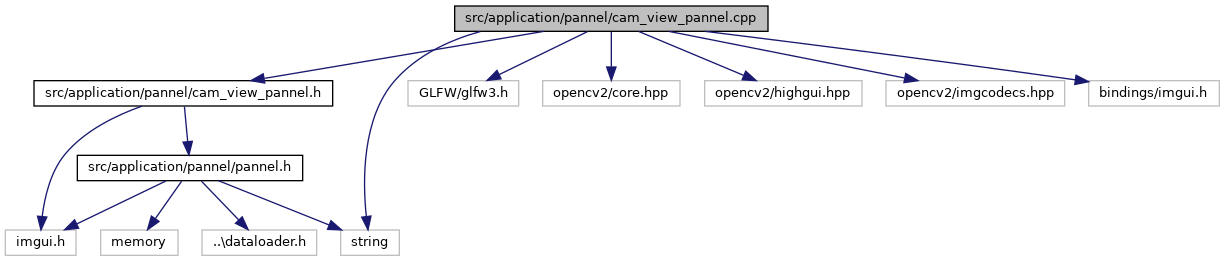 src/application/pannel/cam_view_pannel.cpp
src/application/pannel/cam_view_pannel.h
GLFW/glfw3.h
opencv2/core.hpp
opencv2/highgui.hpp
opencv2/imgcodecs.hpp
bindings/imgui.h
src/application/pannel/pannel.h
imgui.h
memory
..\dataloader.h
string